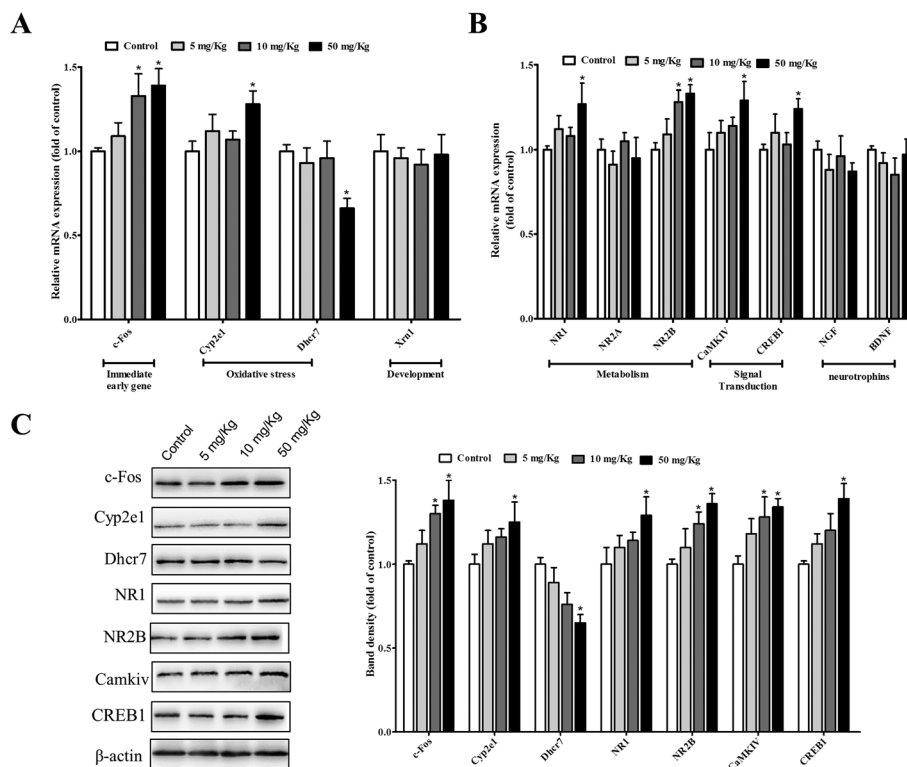 A
Control 5 mg/Kg 10 mg/Kg 50 mg/Kg
Relative mRNA expression (fold of control)
1.5
1.0
0.5
0.0
* * * *
c-Fos Cyp2e1 Dhcr7 Xrn1
Immediate early gene
Oxidative stress
Development
B
Control 5 mg/Kg 10 mg/Kg 50 mg/Kg
Relative mRNA expression
(fold of control)
1.5
1.0
0.5
0.0
* * * * *
NR1 NR2A NR2B CaMKIV CREB1 NGF BDNF
Metabolism
Signal
Transduction
neurotrophins
C
Control 5 mg/Kg 10 mg/Kg 50 mg/Kg
c-Fos
Cyp2e1
Dhcr7
NR1
NR2B
Camkiv
CREB1
β-actin
Control 5 mg/Kg 10 mg/Kg 50 mg/Kg
Band density (fold of control)
1.5
1.0
0.5
0.0
* * * * * * * * * *
c-Fos Cyp2e1 Dhcr7 NR1 NR2B CaMKIV CREB1